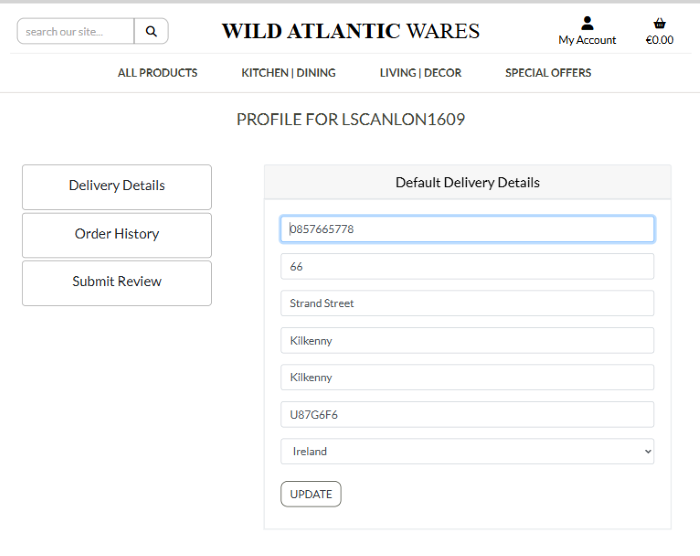 search our site...
WILD ATLANTIC WARES
My Account
€0.00
ALL PRODUCTS KITCHEN | DINING LIVING | DECOR SPECIAL OFFERS
PROFILE FOR LSCANLON1609
Delivery Details
Order History
Submit Review
Default Delivery Details
0857665778
66
Strand Street
Kilkenny
Kilkenny
U87G6F6
Ireland
UPDATE